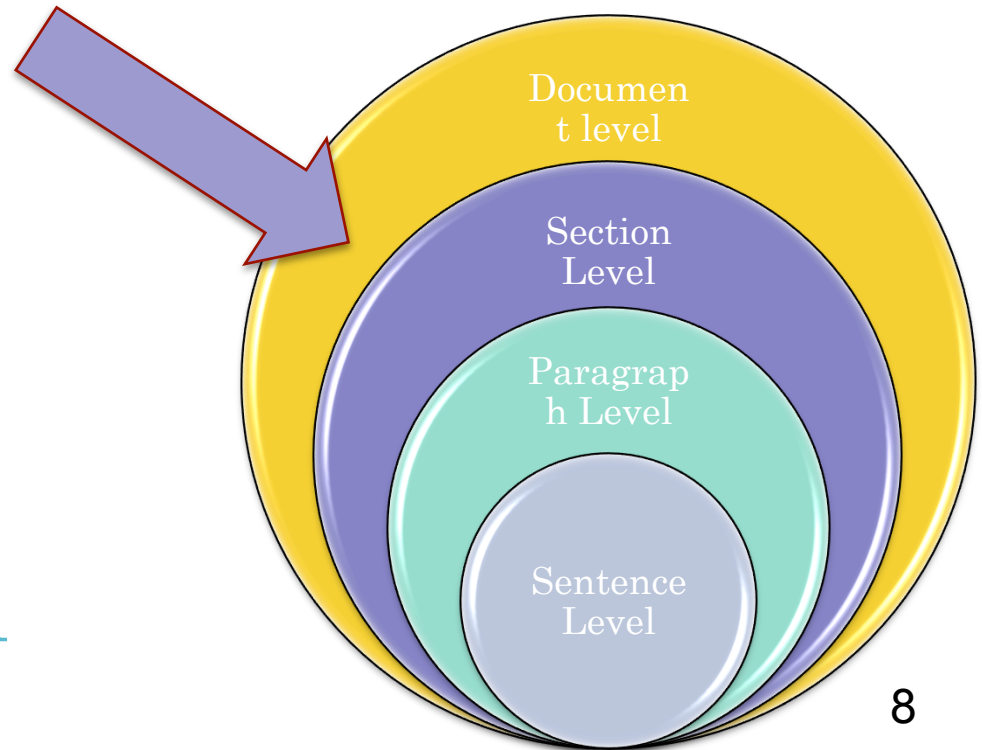 Documen
t level
Section
Level
Paragrap
h Level
Sentence
Level
8